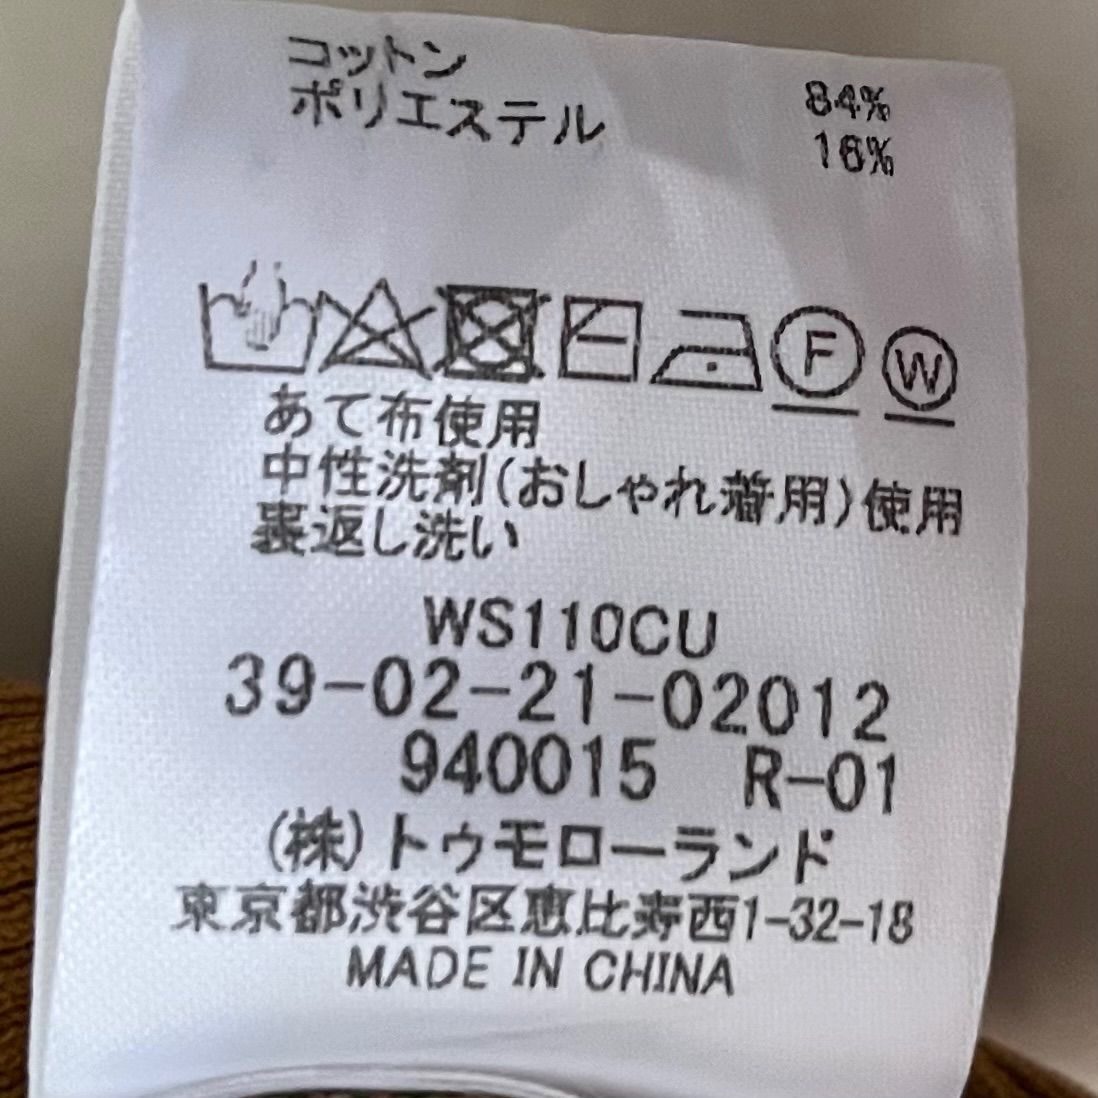 コットン 84%
ポリエステル 16%
F W
あて布使用
中性洗剤(おしゃれ着用)使用
裏返し洗い
WS110CU
39-02-21-02012
940015 R-01
(株)トゥモローランド
東京都渋谷区恵比寿西1-32-18
MADE IN CHINA